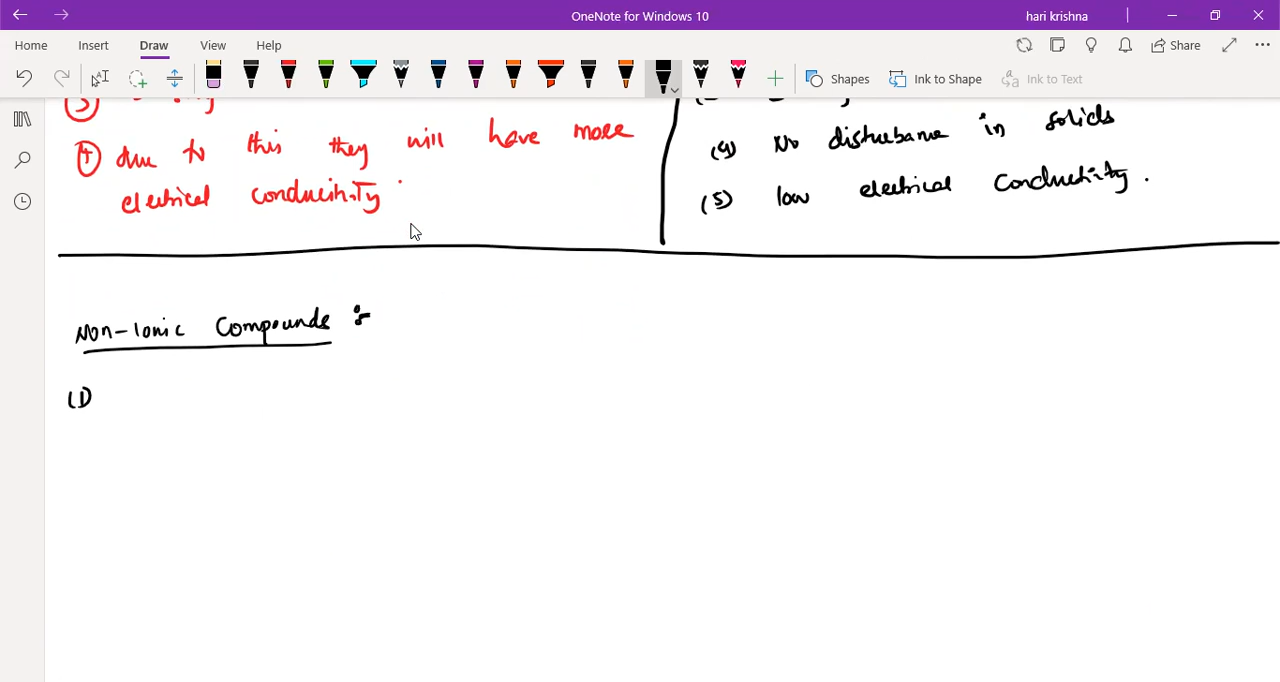 OneNote for Windows 10
hari krishna
Home Insert Draw View Help
Share
Shapes
Ink to Shape
Ink to Text
(3)
(4) due to this they will have more
electrical conductivity.
(4) No disturbance in solids
(5) low electrical conductivity.
Non-Ionic Compounds :
(1)